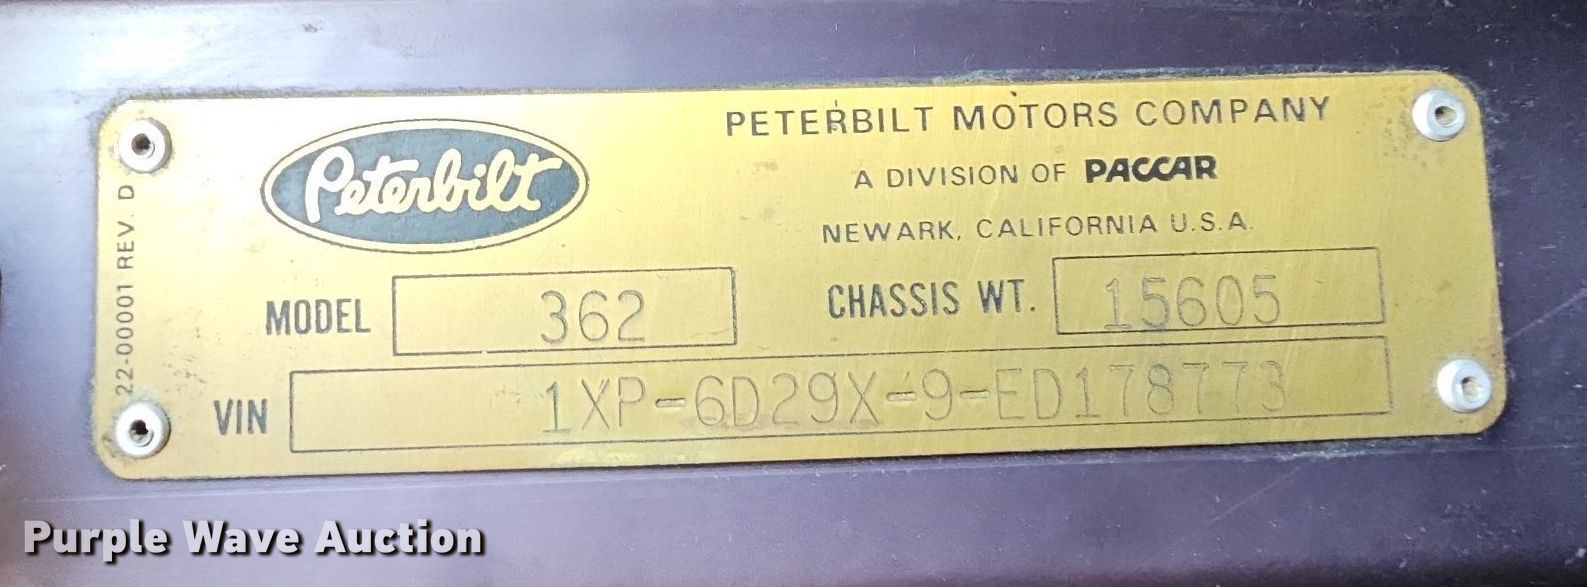 Peterbilt
PETERBILT MOTORS COMPANY
A DIVISION OF PACCAR
NEWARK, CALIFORNIA U.S.A.
MODEL 362
CHASSIS WT. 15605
VIN 1XP-6D29X-9-ED178773
22-00001 REV. D
Purple Wave Auction